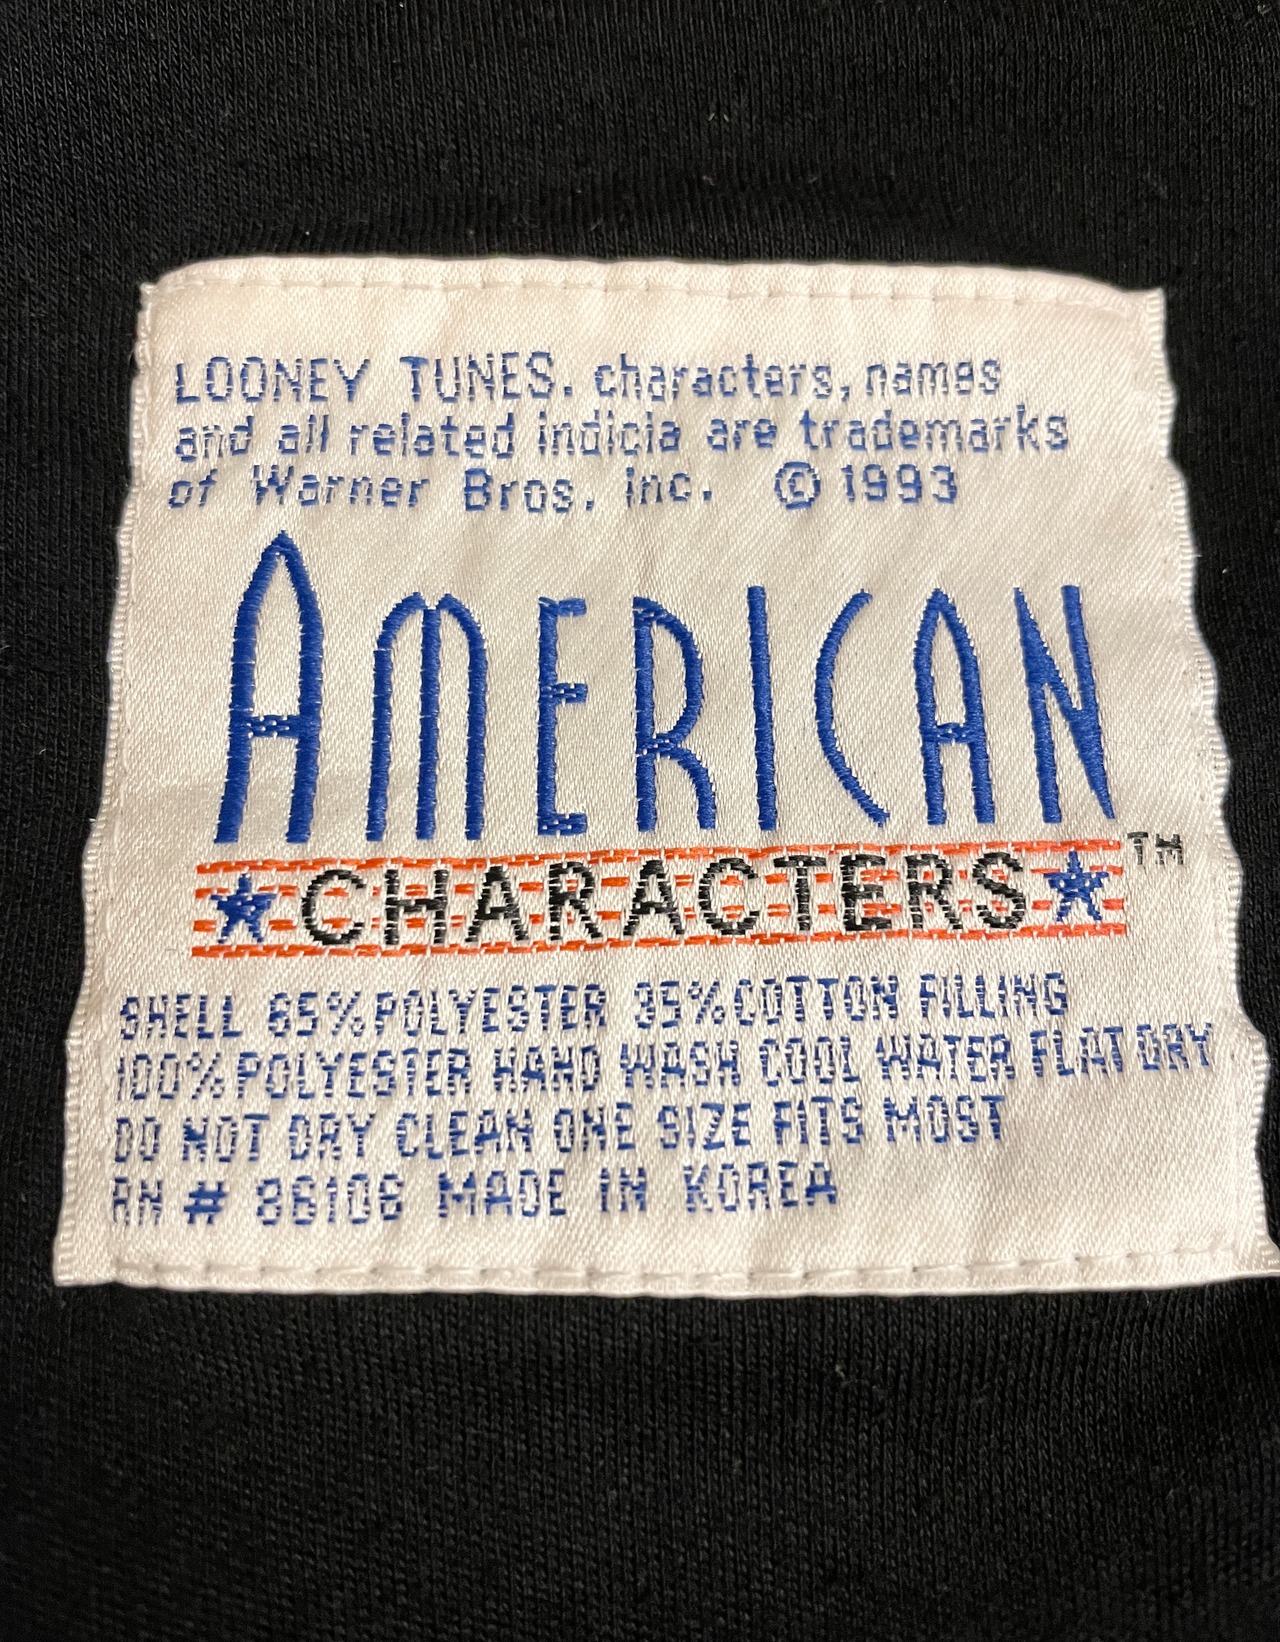 LOONEY TUNES, characters, names
and all related indicia are trademarks
of Warner Bros. Inc. © 1993
AMERICAN
CHARACTERS™
SHELL 65% POLYESTER 35% COTTON FILLING
100% POLYESTER HAND WASH COOL WATER FLAT DRY
DO NOT DRY CLEAN ONE SIZE FITS MOST
RN # 86106 MADE IN KOREA